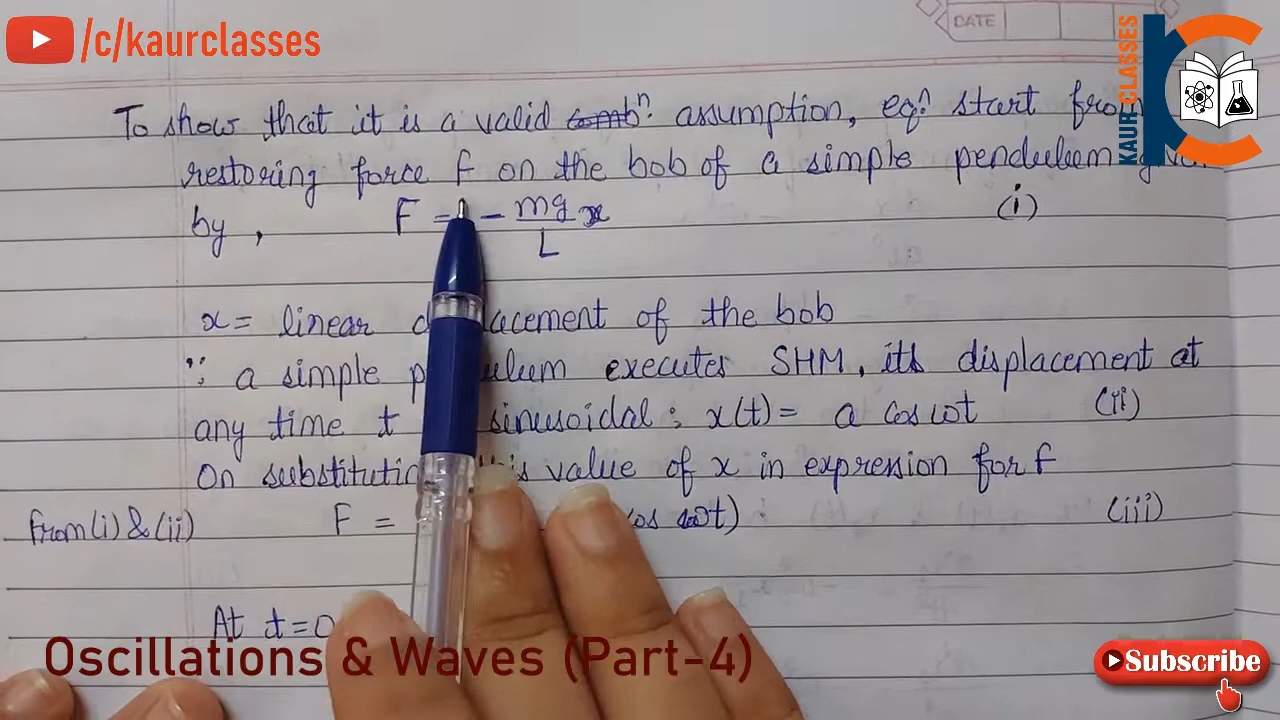 /c/kaurclasses
DATE
KAUR CLASSES
To show that it is a valid assumption, eqⁿ start from
restoring force F on the bob of a simple pendulum
by, F = - mg/L x (i)
x = linear of the bob
∵ a simple executes SHM, its displacement at
any time t sinusoidal: x(t) = a cos ωt (ii)
On value of x in expression for F
From (i) & (ii) F = ωt) (iii)
At t=0
Oscillations & Waves (Part-4)
Subscribe